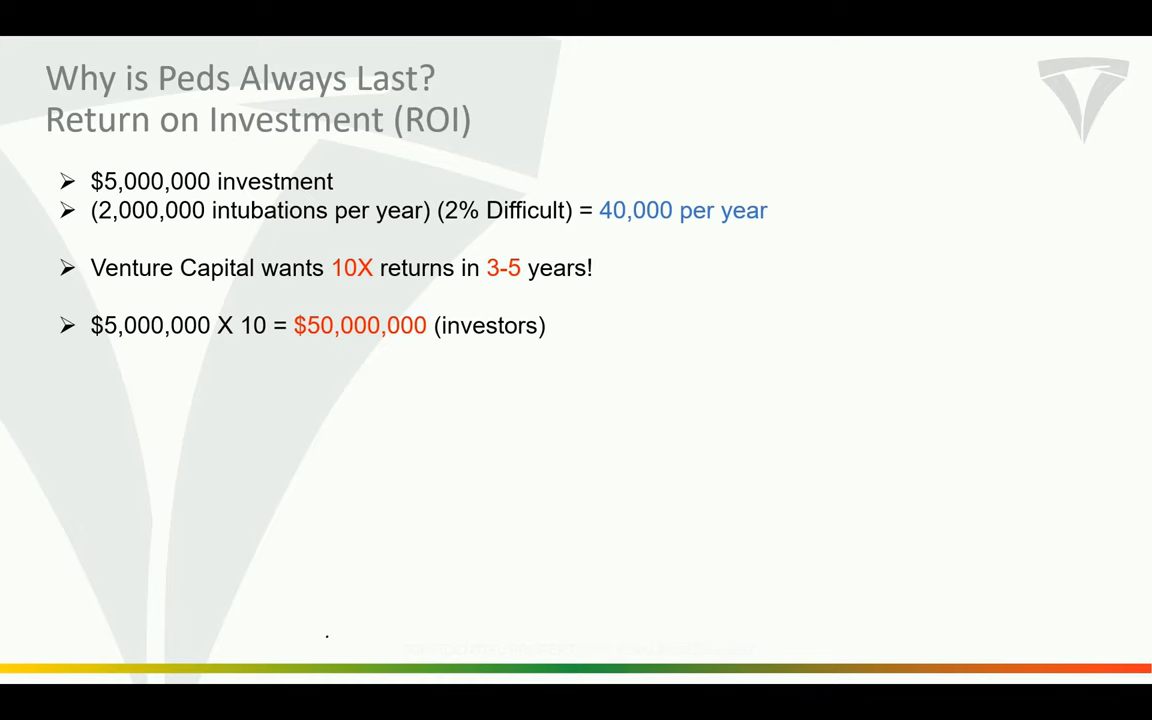 Why is Peds Always Last?
Return on Investment (ROI)
➢ $5,000,000 investment
➢ (2,000,000 intubations per year) (2% Difficult) = 40,000 per year
➢ Venture Capital wants 10X returns in 3-5 years!
➢ $5,000,000 X 10 = $50,000,000 (investors)